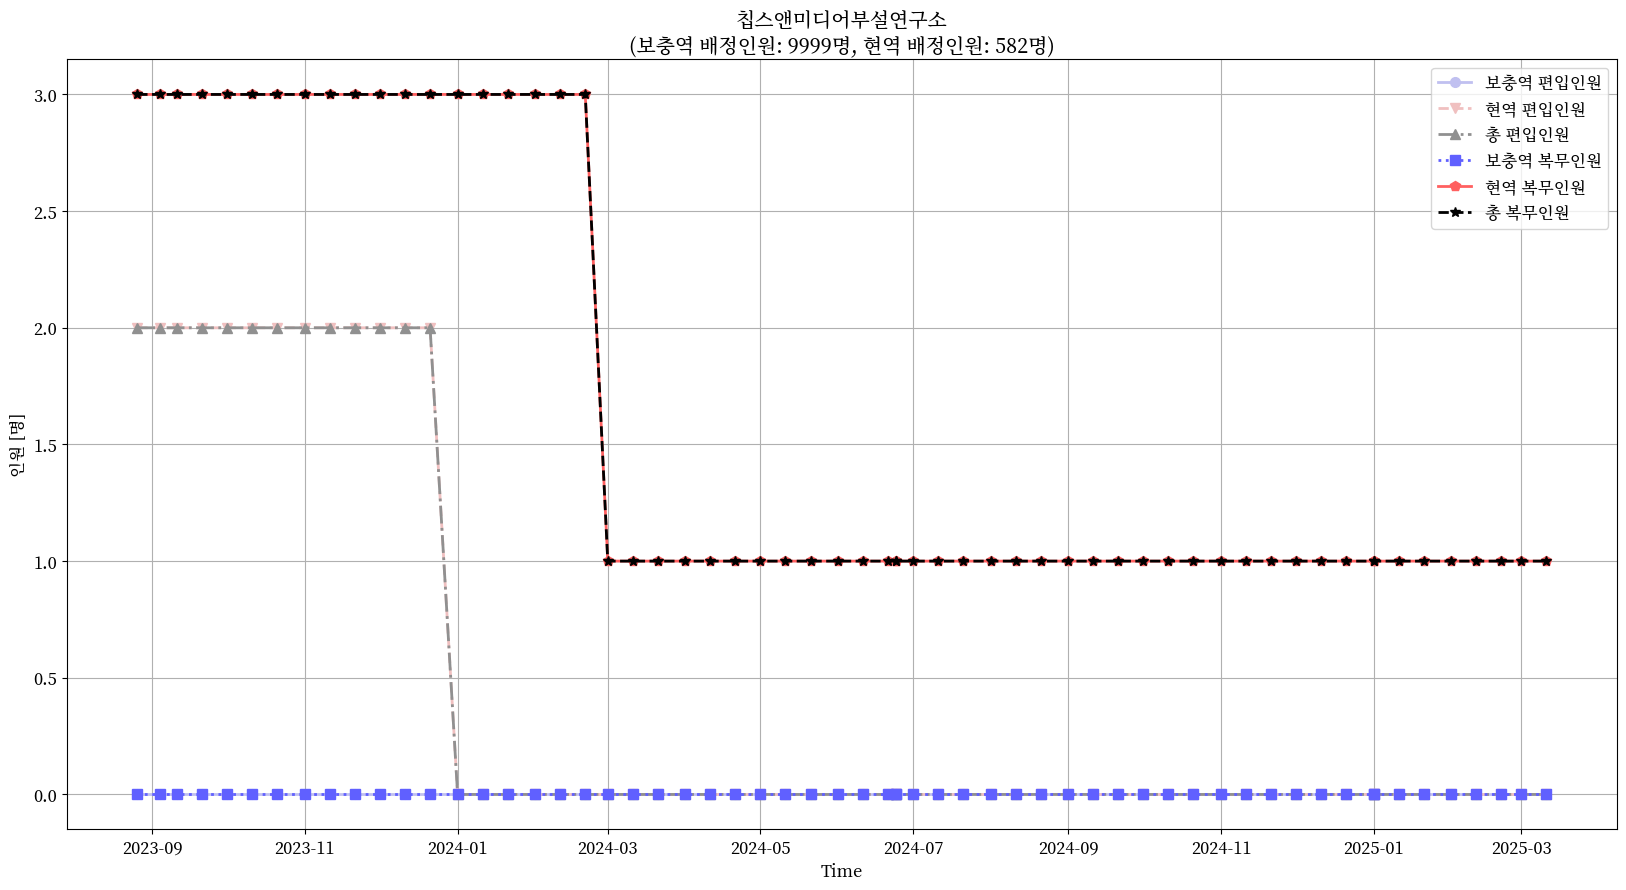 칩스앤미디어부설연구소
(보충역 배정인원: 9999명, 현역 배정인원: 582명)
보충역 편입인원
현역 편입인원
총 편입인원
보충역 복무인원
현역 복무인원
총 복무인원
인원 [명]
3.0
2.5
2.0
1.5
1.0
0.5
0.0
2023-09
2023-11
2024-01
2024-03
2024-05
2024-07
2024-09
2024-11
2025-01
2025-03
Time